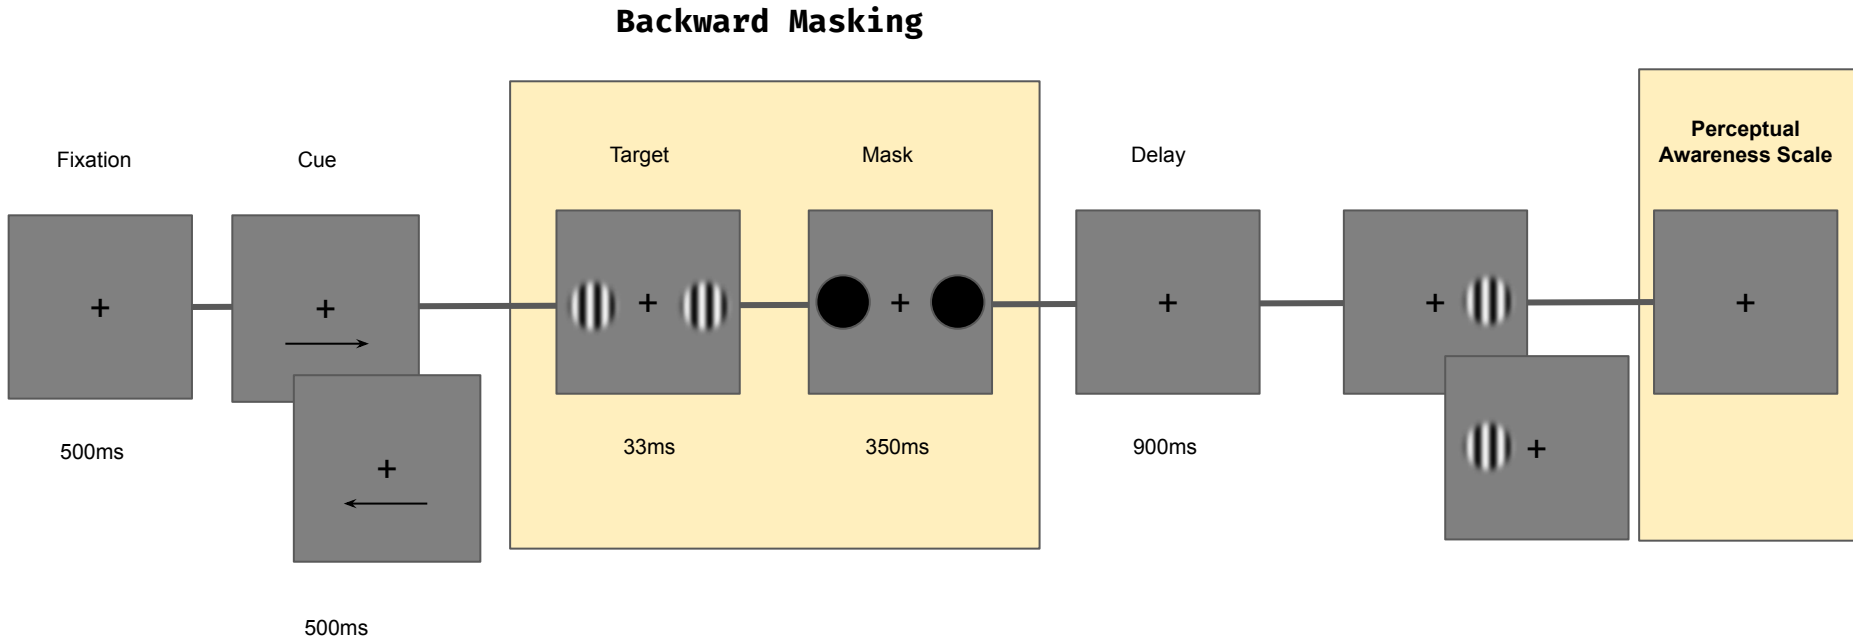 Backward Masking
Fixation
Cue
Target
Mask
Delay
Perceptual
Awareness Scale
500ms
33ms
350ms
900ms
500ms